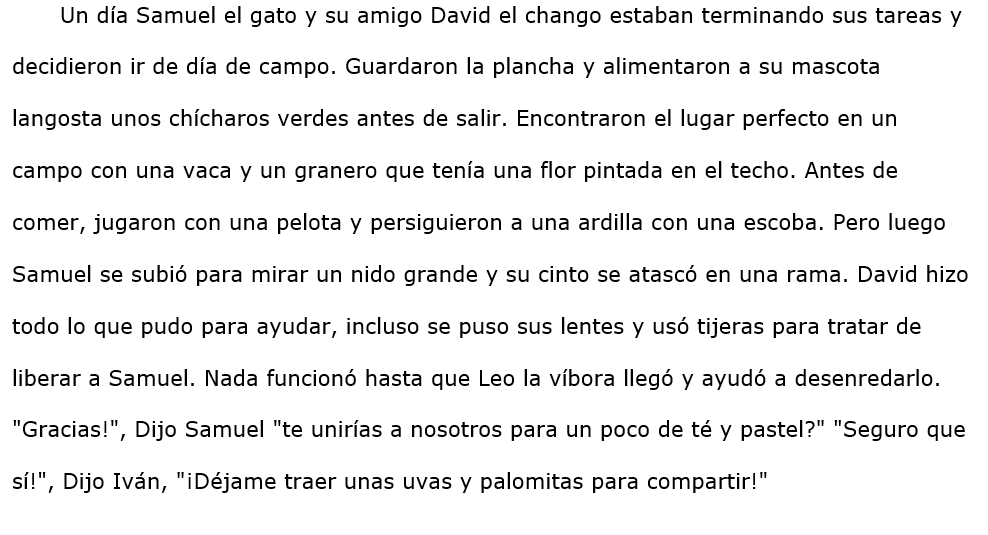 Un día Samuel el gato y su amigo David el chango estaban terminando sus tareas y
decidieron ir de día de campo. Guardaron la plancha y alimentaron a su mascota
langosta unos chícharos verdes antes de salir. Encontraron el lugar perfecto en un
campo con una vaca y un granero que tenía una flor pintada en el techo. Antes de
comer, jugaron con una pelota y persiguieron a una ardilla con una escoba. Pero luego
Samuel se subió para mirar un nido grande y su cinto se atascó en una rama. David hizo
todo lo que pudo para ayudar, incluso se puso sus lentes y usó tijeras para tratar de
liberar a Samuel. Nada funcionó hasta que Leo la víbora llegó y ayudó a desenredarlo.
"Gracias!", Dijo Samuel "te unirías a nosotros para un poco de té y pastel?" "Seguro que
sí!", Dijo Iván, "¡Déjame traer unas uvas y palomitas para compartir!"